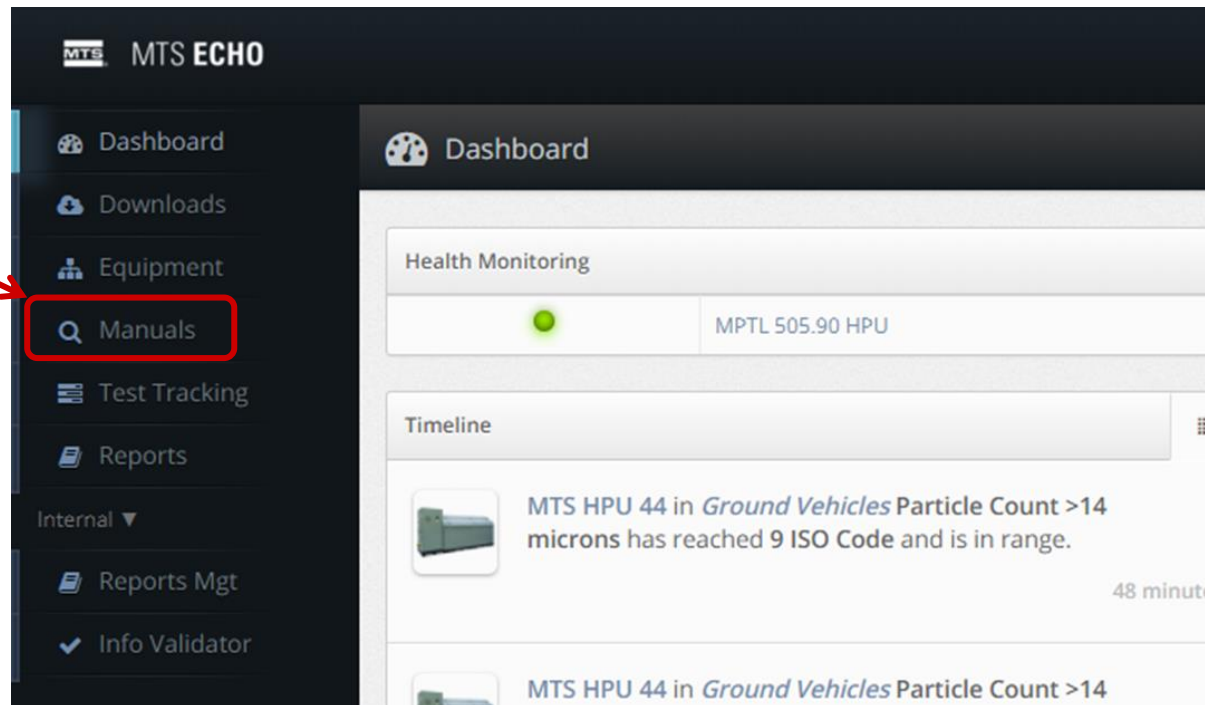 MTS MTS ECHO
Dashboard
Downloads
Equipment
Manuals
Test Tracking
Reports
Internal ▼
Reports Mgt
Info Validator
Dashboard
Health Monitoring
MPTL 505.90 HPU
Timeline
MTS HPU 44 in Ground Vehicles Particle Count >14
microns has reached 9 ISO Code and is in range.
48 minut
MTS HPU 44 in Ground Vehicles Particle Count >14